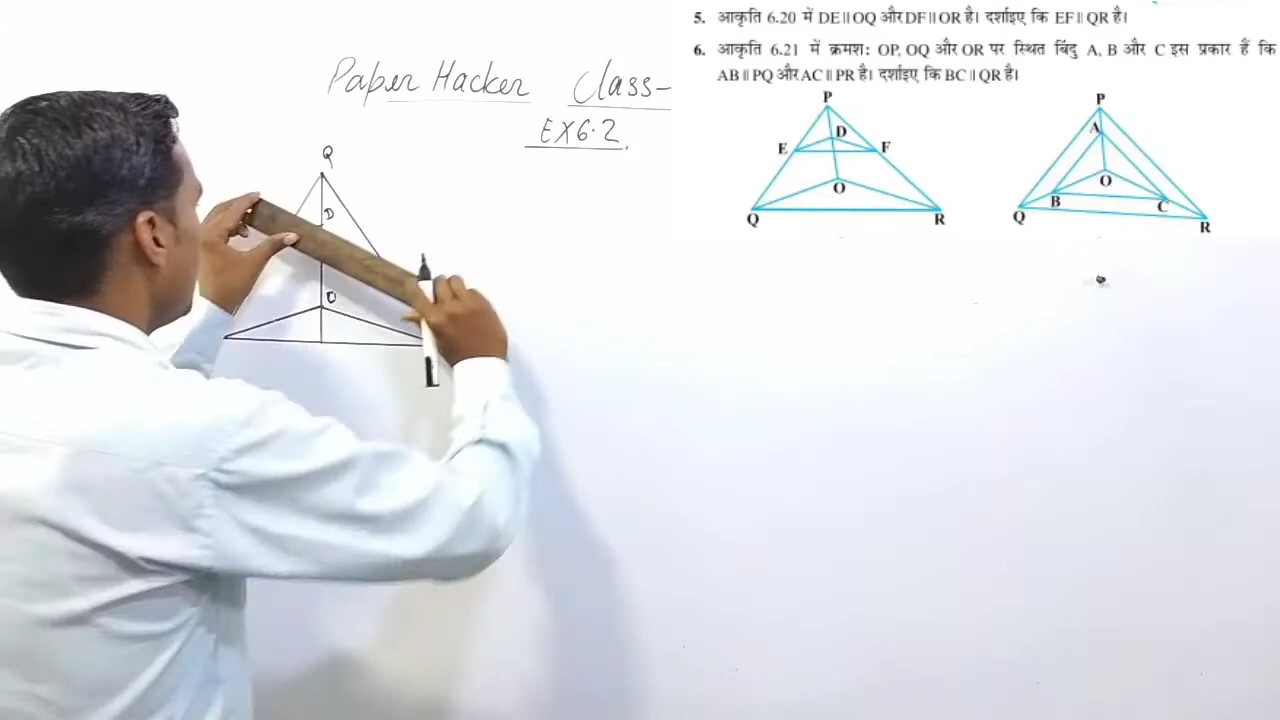 5. आकृति 6.20 में DE || OQ और DF || OR है। दर्शाइए कि EF || QR है।
6. आकृति 6.21 में क्रमश: OP, OQ और OR पर स्थित बिंदु A, B और C इस प्रकार हैं कि
AB || PQ और AC || PR है। दर्शाइए कि BC || QR है।
Paper Hacker Class-
EX6.2
P
D
E F
O
Q R
P
A
O
B C
Q R
Q
D
O